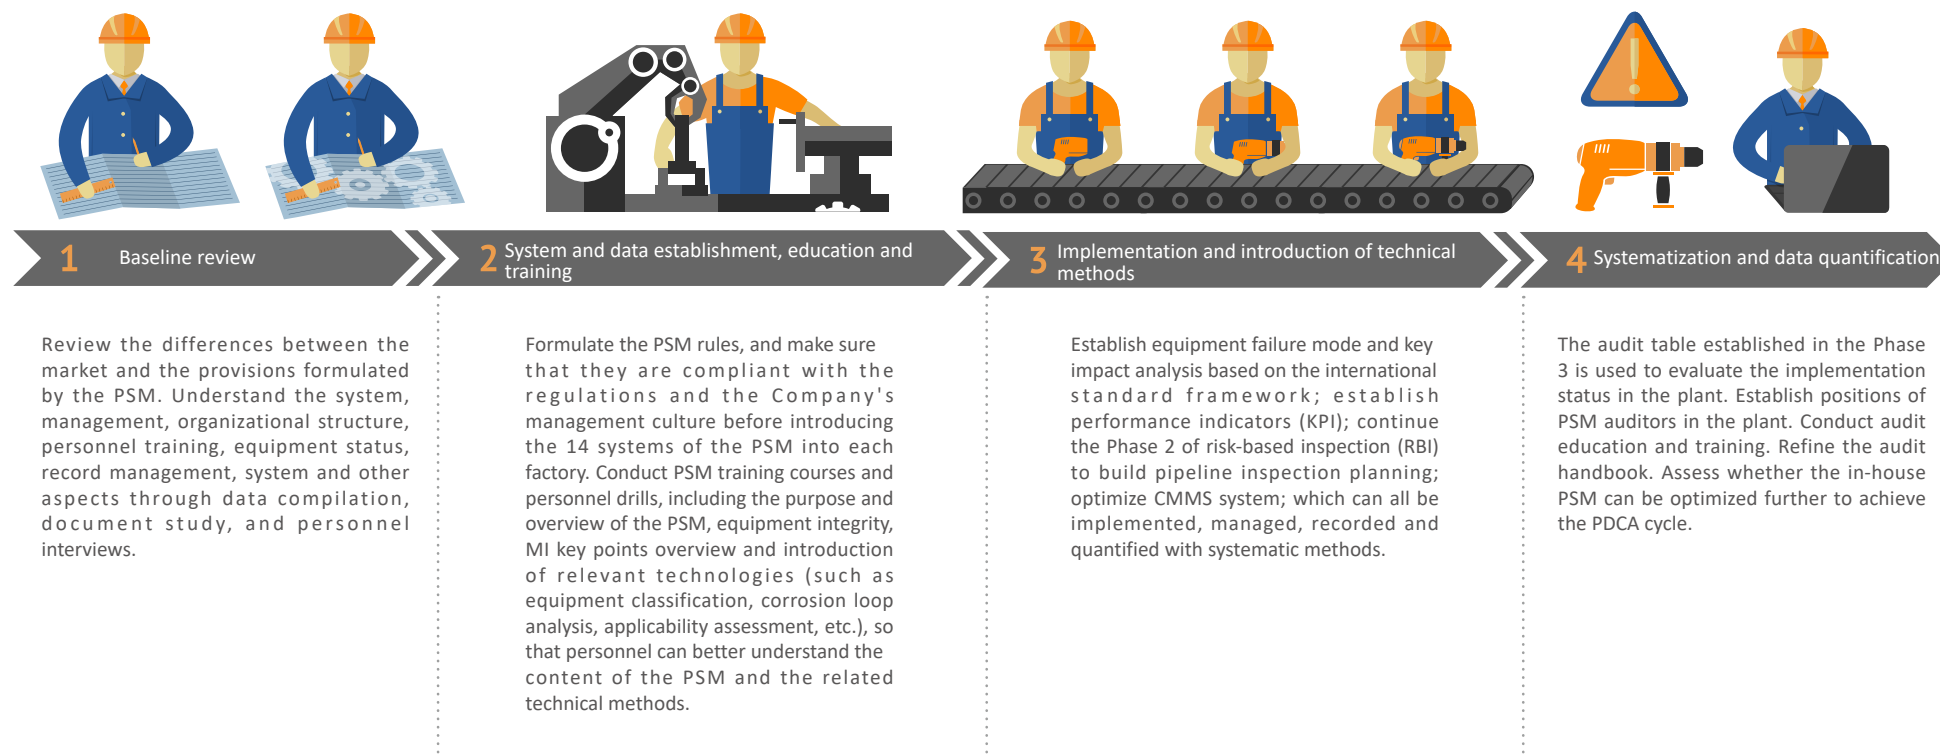 1 Baseline review
2 System and data establishment, education and
training
3 Implementation and introduction of technical
methods
4 Systematization and data quantification
Review the differences between the
market and the provisions formulated
by the PSM. Understand the system,
management, organizational structure,
personnel training, equipment status,
record management, system and other
aspects through data compilation,
document study, and personnel
interviews.
Formulate the PSM rules, and make sure
that they are compliant with the
regulations and the Company's
management culture before introducing
the 14 systems of the PSM into each
factory. Conduct PSM training courses and
personnel drills, including the purpose and
overview of the PSM, equipment integrity,
MI key points overview and introduction
of relevant technologies (such as
equipment classification, corrosion loop
analysis, applicability assessment, etc.), so
that personnel can better understand the
content of the PSM and the related
technical methods.
Establish equipment failure mode and key
impact analysis based on the international
standard framework; establish
performance indicators (KPI); continue
the Phase 2 of risk-based inspection (RBI)
to build pipeline inspection planning;
optimize CMMS system; which can all be
implemented, managed, recorded and
quantified with systematic methods.
The audit table established in the Phase
3 is used to evaluate the implementation
status in the plant. Establish positions of
PSM auditors in the plant. Conduct audit
education and training. Refine the audit
handbook. Assess whether the in-house
PSM can be optimized further to achieve
the PDCA cycle.